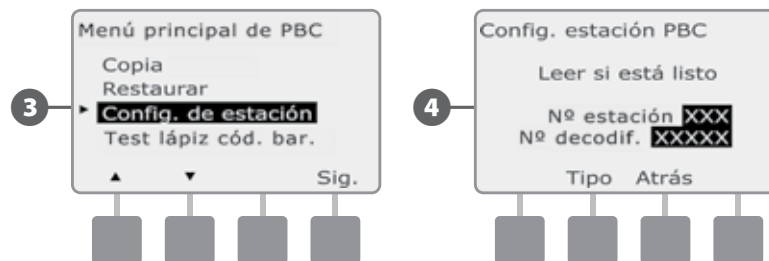 3
Menú principal de PBC
Copia
Restaurar
Config. de estación
Test lápiz cód. bar.
Sig.
4
Config. estación PBC
Leer si está listo
Nº estación XXX
Nº decodif. XXXXX
Tipo Atrás